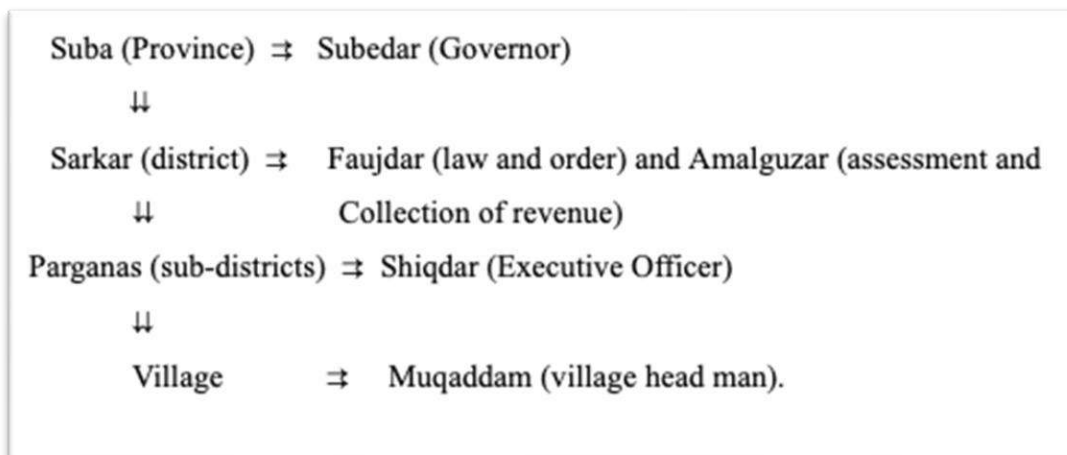 Suba (Province) ⇉ Subedar (Governor)
⇊
Sarkar (district) ⇉ Faujdar (law and order) and Amalguzar (assessment and
⇊ Collection of revenue)
Parganas (sub-districts) ⇉ Shiqdar (Executive Officer)
⇊
Village ⇉ Muqaddam (village head man).